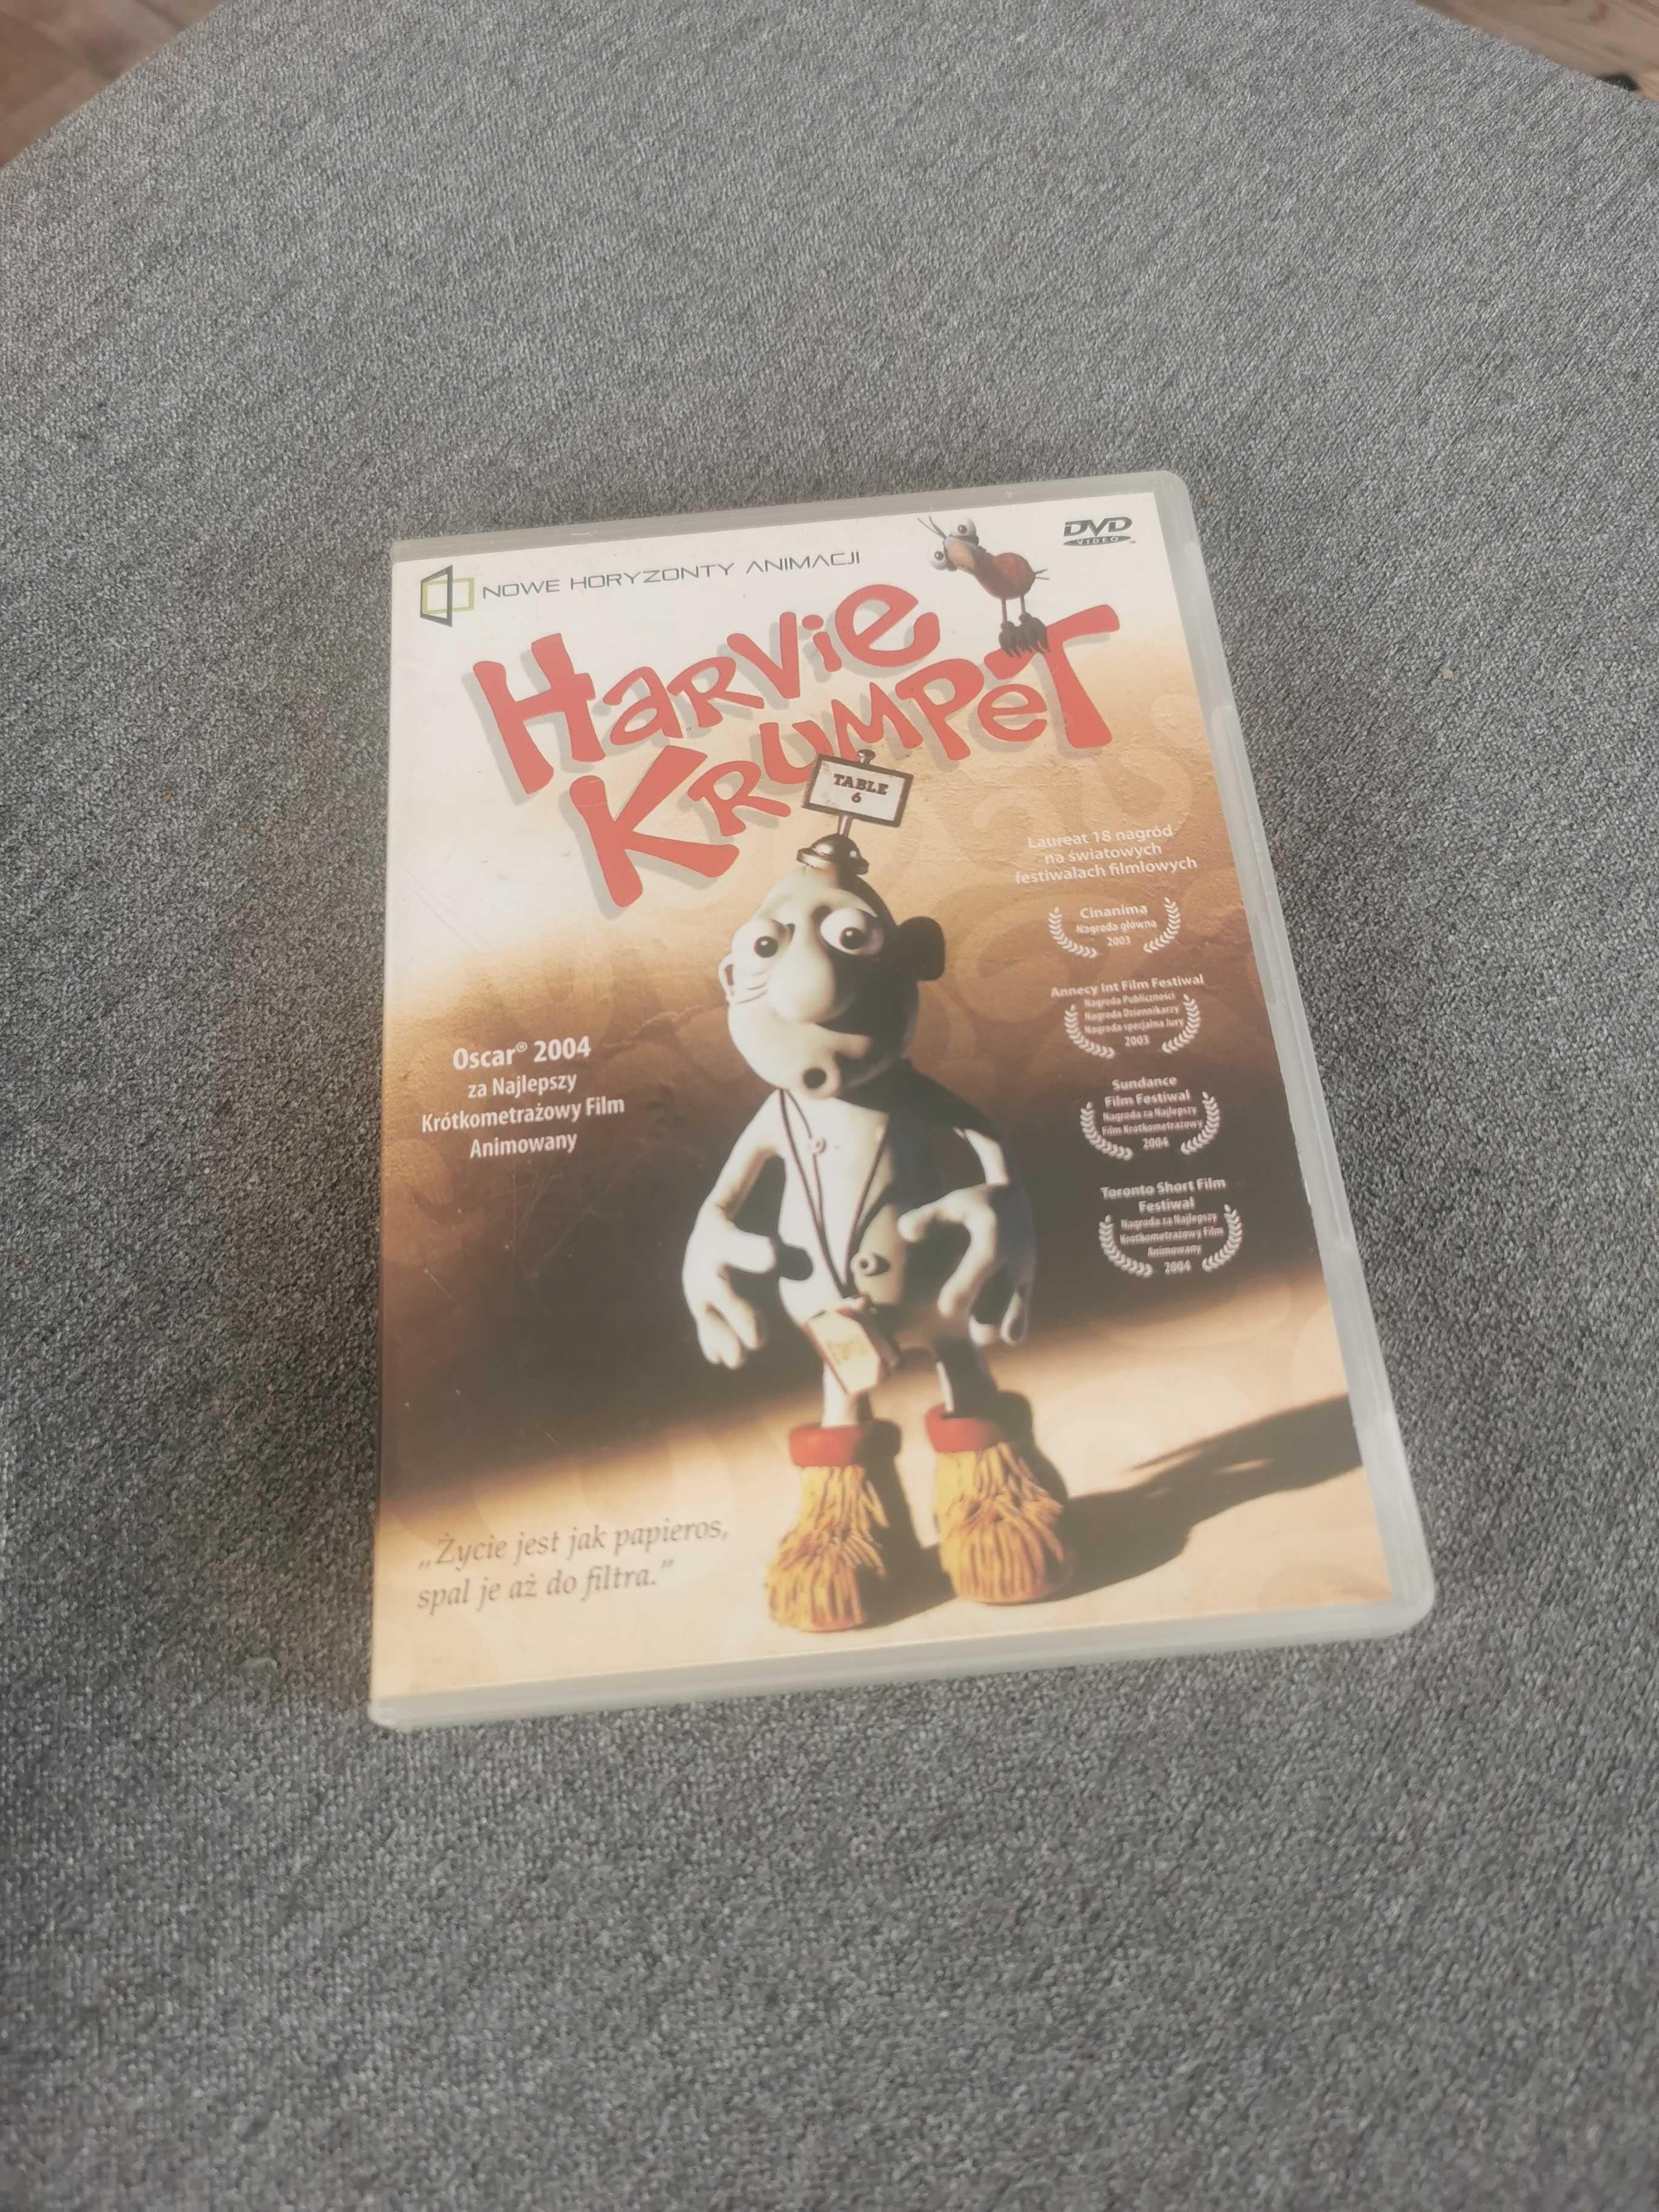 NOWE HORYZONTY ANIMACJI
DVD
VIDEO
HARVIE
KRUMPET
TABLE
6
Laureat 18 nagród
na światowych
festiwalach filmlowych
Cinanima
Nagroda główna
2003
Annecy Int Film Festiwal
Nagroda Publiczności
Nagroda Dziennikarzy
Nagroda specjalna Jury
2003
Oscar® 2004
za Najlepszy
Krótkometrażowy Film
Animowany
Sundance
Film Festiwal
Nagroda za Najlepszy
Film Krótkometrażowy
2004
Toronto Short Film
Festiwal
Nagroda za Najlepszy
Krótkometrażowy Film
Animowany
2004
„Życie jest jak papieros,
spal je aż do filtra.”